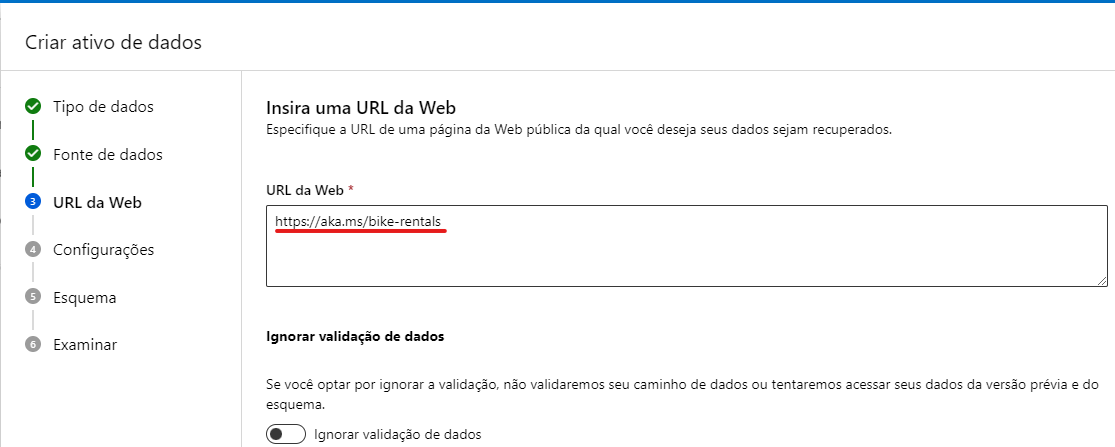 Criar ativo de dados
Tipo de dados
Fonte de dados
3 URL da Web
4 Configurações
5 Esquema
6 Examinar
Insira uma URL da Web
Especifique a URL de uma página da Web pública da qual você deseja seus dados sejam recuperados.
URL da Web *
https://aka.ms/bike-rentals
Ignorar validação de dados
Se você optar por ignorar a validação, não validaremos seu caminho de dados ou tentaremos acessar seus dados da versão prévia e do
esquema.
Ignorar validação de dados